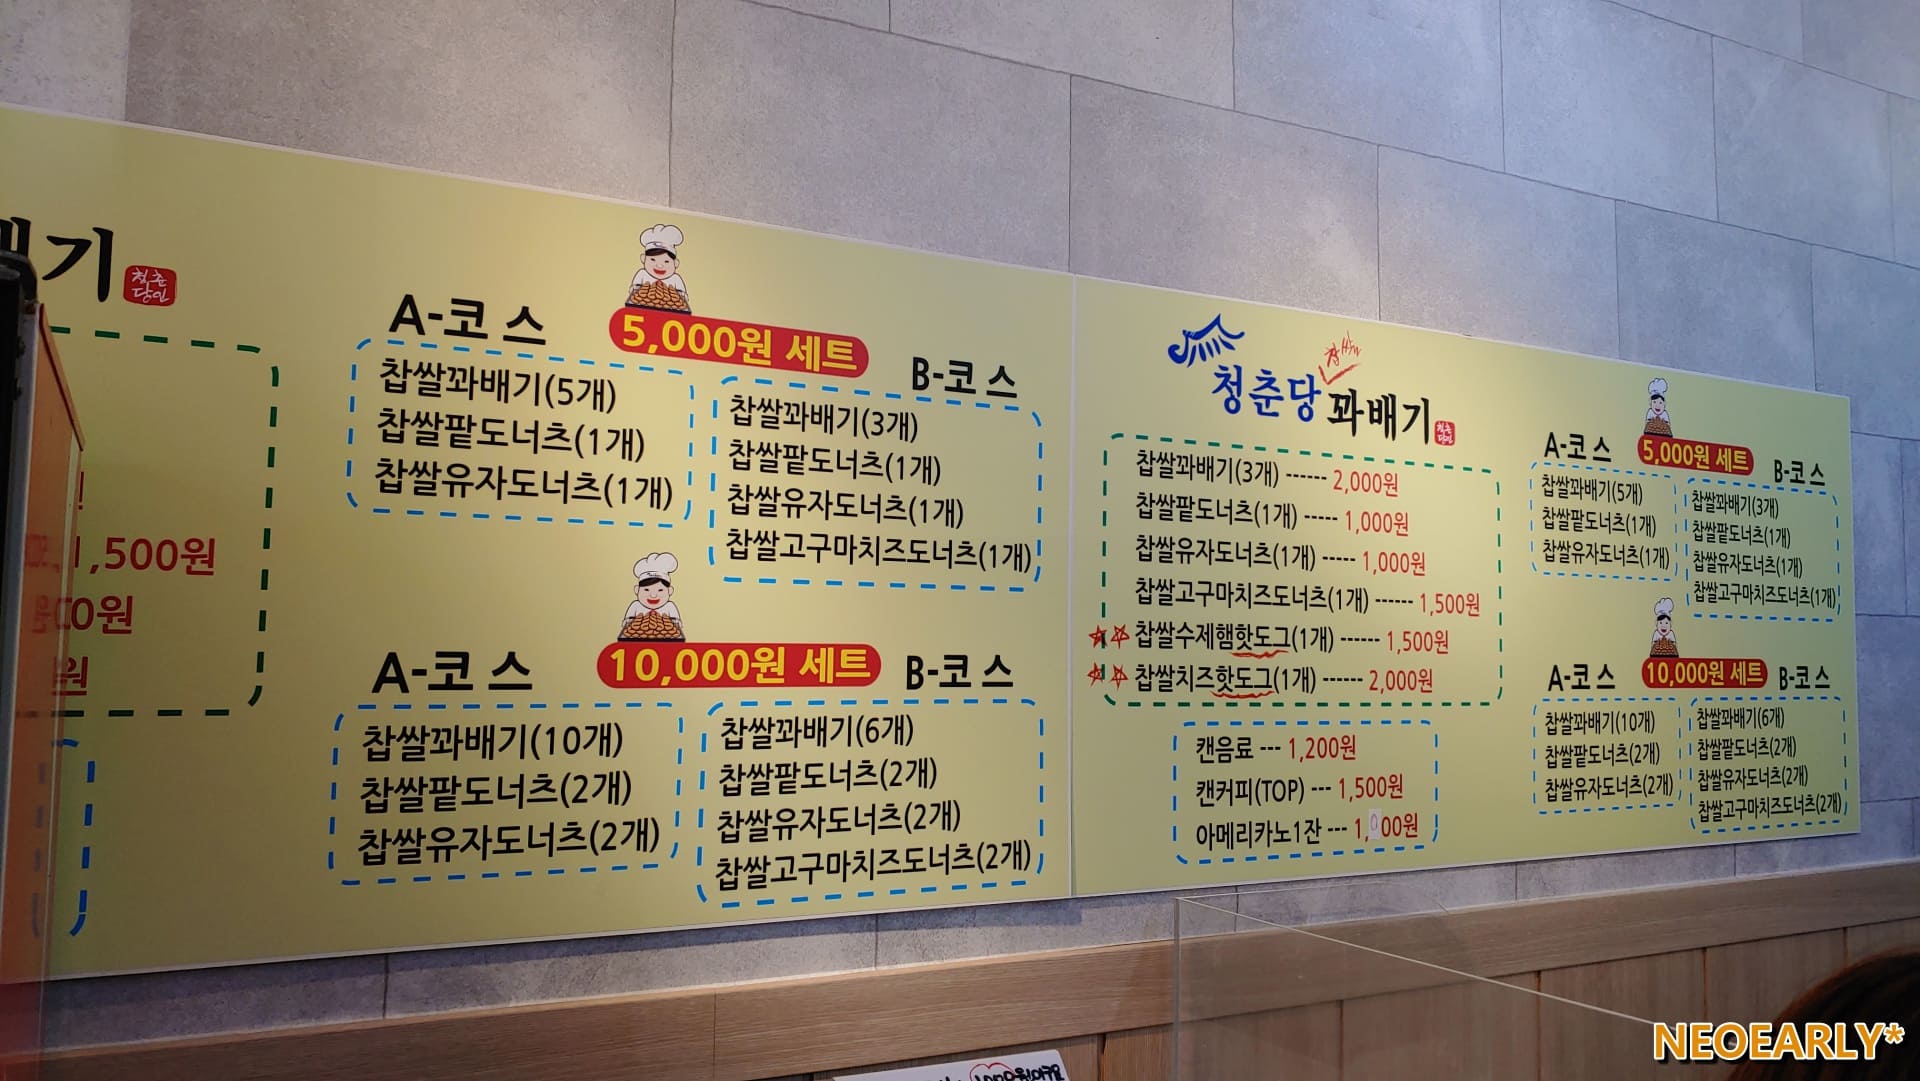 배기
청춘
당인
1,500원
00원
원
A-코스
5,000원 세트
B-코스
찹쌀꽈배기(5개)
찹쌀팥도너츠(1개)
찹쌀유자도너츠(1개)
찹쌀꽈배기(3개)
찹쌀팥도너츠(1개)
찹쌀유자도너츠(1개)
찹쌀고구마치즈도너츠(1개)
A-코스
10,000원 세트
B-코스
찹쌀꽈배기(10개)
찹쌀팥도너츠(2개)
찹쌀유자도너츠(2개)
찹쌀꽈배기(6개)
찹쌀팥도너츠(2개)
찹쌀유자도너츠(2개)
찹쌀고구마치즈도너츠(2개)
찹쌀
청춘당 꽈배기
청춘
당인
찹쌀꽈배기(3개) ------ 2,000원
찹쌀팥도너츠(1개) ----- 1,000원
찹쌀유자도너츠(1개) ----- 1,000원
찹쌀고구마치즈도너츠(1개) ------ 1,500원
찹쌀수제햄핫도그(1개) ------ 1,500원
찹쌀치즈핫도그(1개) ------ 2,000원
캔음료 --- 1,200원
캔커피(TOP) --- 1,500원
아메리카노1잔 --- 1,000원
A-코스
5,000원 세트
B-코스
찹쌀꽈배기(5개)
찹쌀팥도너츠(1개)
찹쌀유자도너츠(1개)
찹쌀꽈배기(3개)
찹쌀팥도너츠(1개)
찹쌀유자도너츠(1개)
찹쌀고구마치즈도너츠(1개)
A-코스
10,000원 세트
B-코스
찹쌀꽈배기(10개)
찹쌀팥도너츠(2개)
찹쌀유자도너츠(2개)
찹쌀꽈배기(6개)
찹쌀팥도너츠(2개)
찹쌀유자도너츠(2개)
찹쌀고구마치즈도너츠(2개)
NEOEARLY*